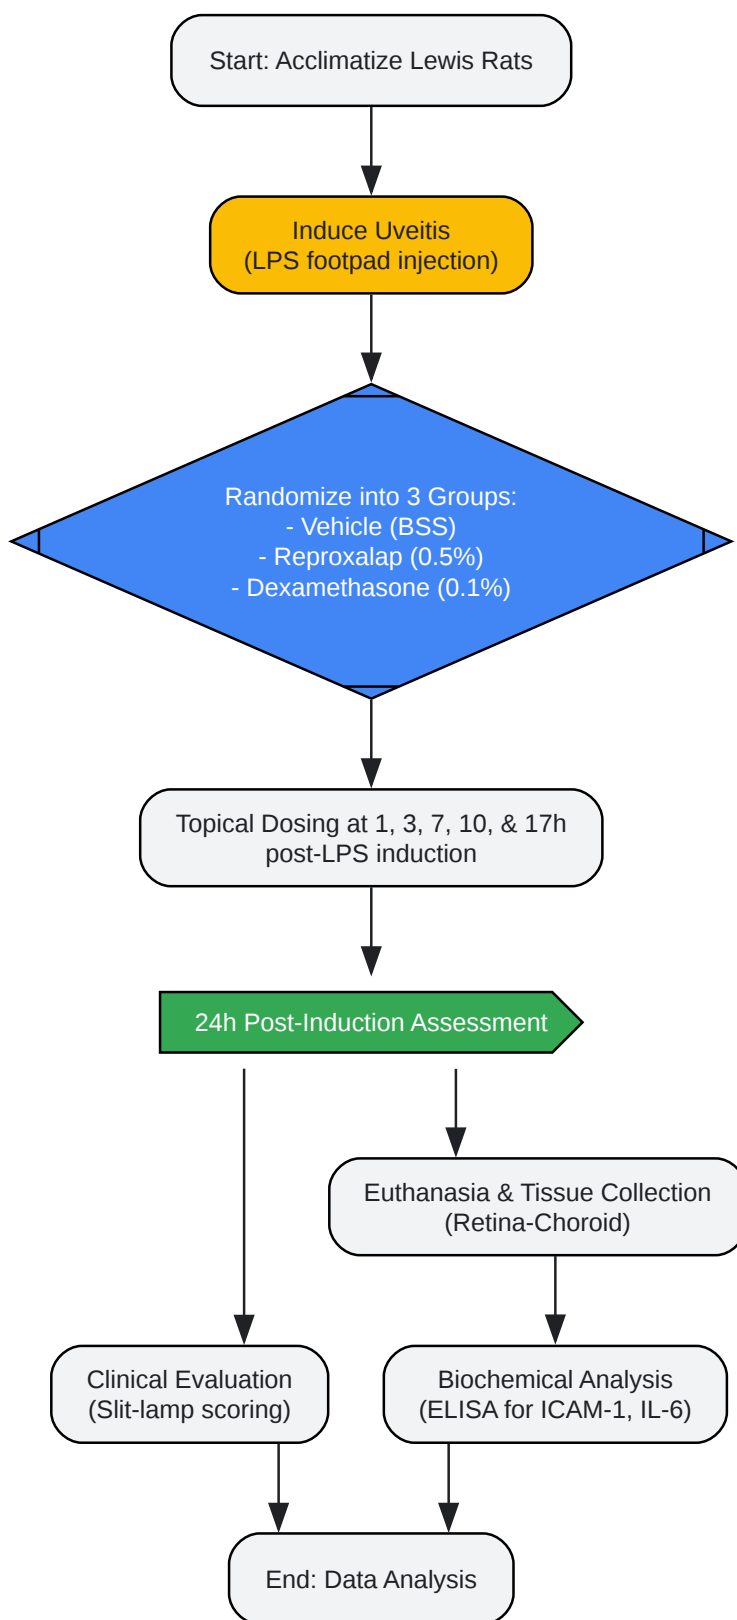 Start: Acclimatize Lewis Rats
Induce Uveitis
(LPS footpad injection)
Randomize into 3 Groups:
- Vehicle (BSS)
- Reproxalap (0.5%)
- Dexamethasone (0.1%)
Topical Dosing at 1, 3, 7, 10, & 17h
post-LPS induction
24h Post-Induction Assessment
Euthanasia & Tissue Collection
(Retina-Choroid)
Clinical Evaluation
(Slit-lamp scoring)
Biochemical Analysis
(ELISA for ICAM-1, IL-6)
End: Data Analysis